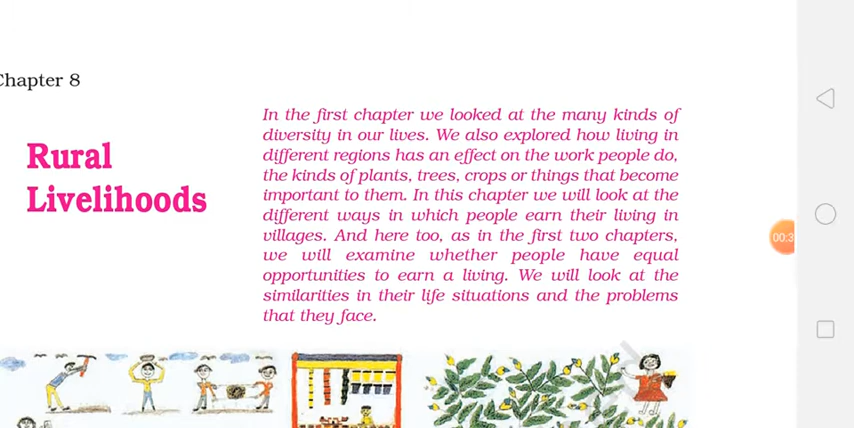 Chapter 8
In the first chapter we looked at the many kinds of
diversity in our lives. We also explored how living in
different regions has an effect on the work people do,
the kinds of plants, trees, crops or things that become
important to them. In this chapter we will look at the
different ways in which people earn their living in
villages. And here too, as in the first two chapters,
we will examine whether people have equal
opportunities to earn a living. We will look at the
similarities in their life situations and the problems
that they face.
Rural
Livelihoods
00:3